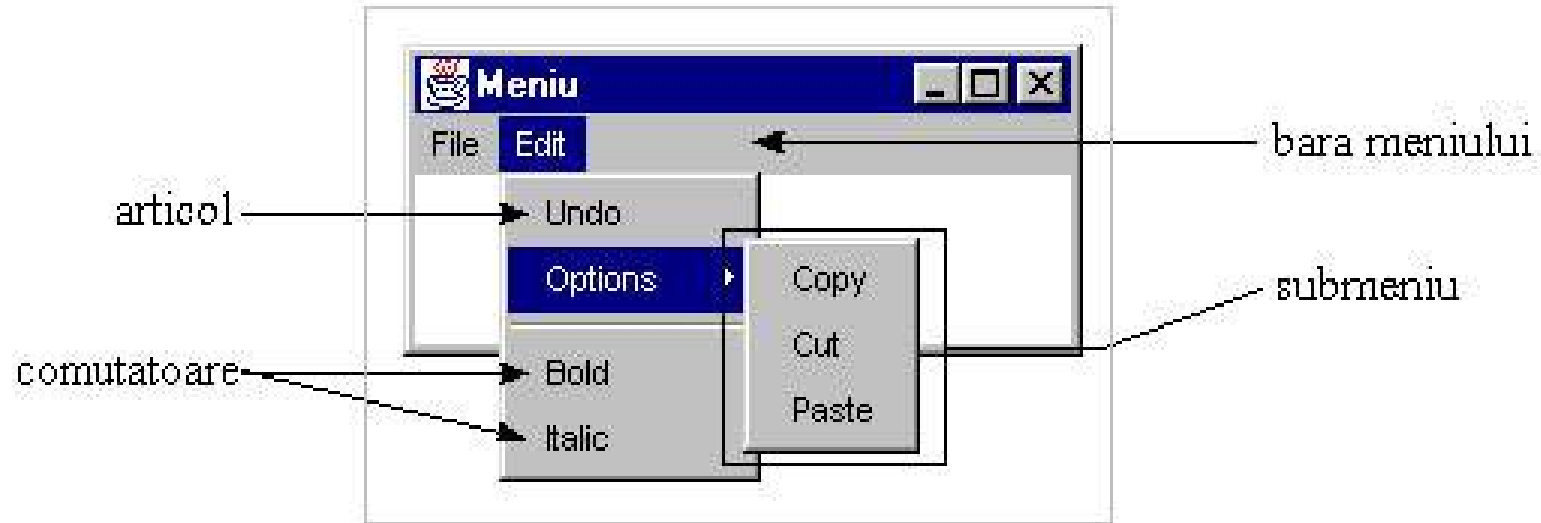 Meniu
File Edit
bara meniului
articol
Undo
Options
Copy
submeniu
Cut
comutatoare
Bold
Paste
Italic